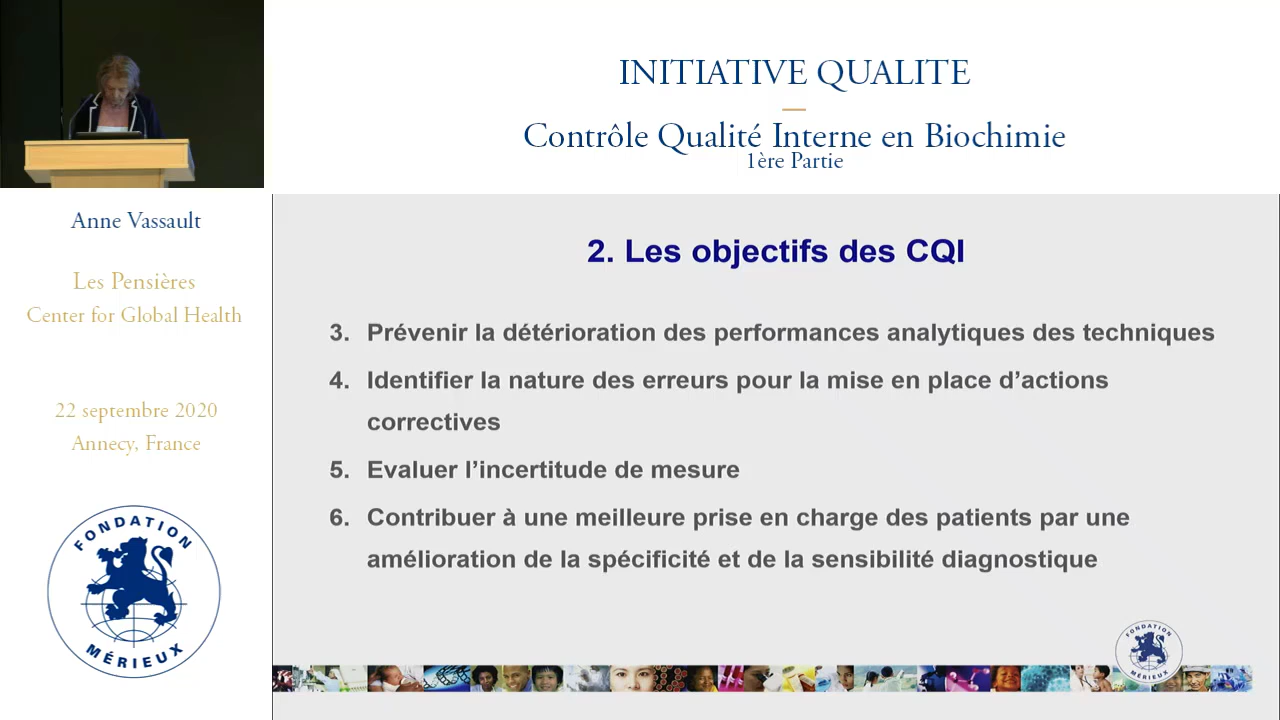 INITIATIVE QUALITE
Contrôle Qualité Interne en Biochimie
1ère Partie
Anne Vassault
Les Pensières
Center for Global Health
22 septembre 2020
Annecy, France
FONDATION
MÉRIEUX
2. Les objectifs des CQI
3. Prévenir la détérioration des performances analytiques des techniques
4. Identifier la nature des erreurs pour la mise en place d’actions
correctives
5. Evaluer l’incertitude de mesure
6. Contribuer à une meilleure prise en charge des patients par une
amélioration de la spécificité et de la sensibilité diagnostique
FONDATION
MÉRIEUX